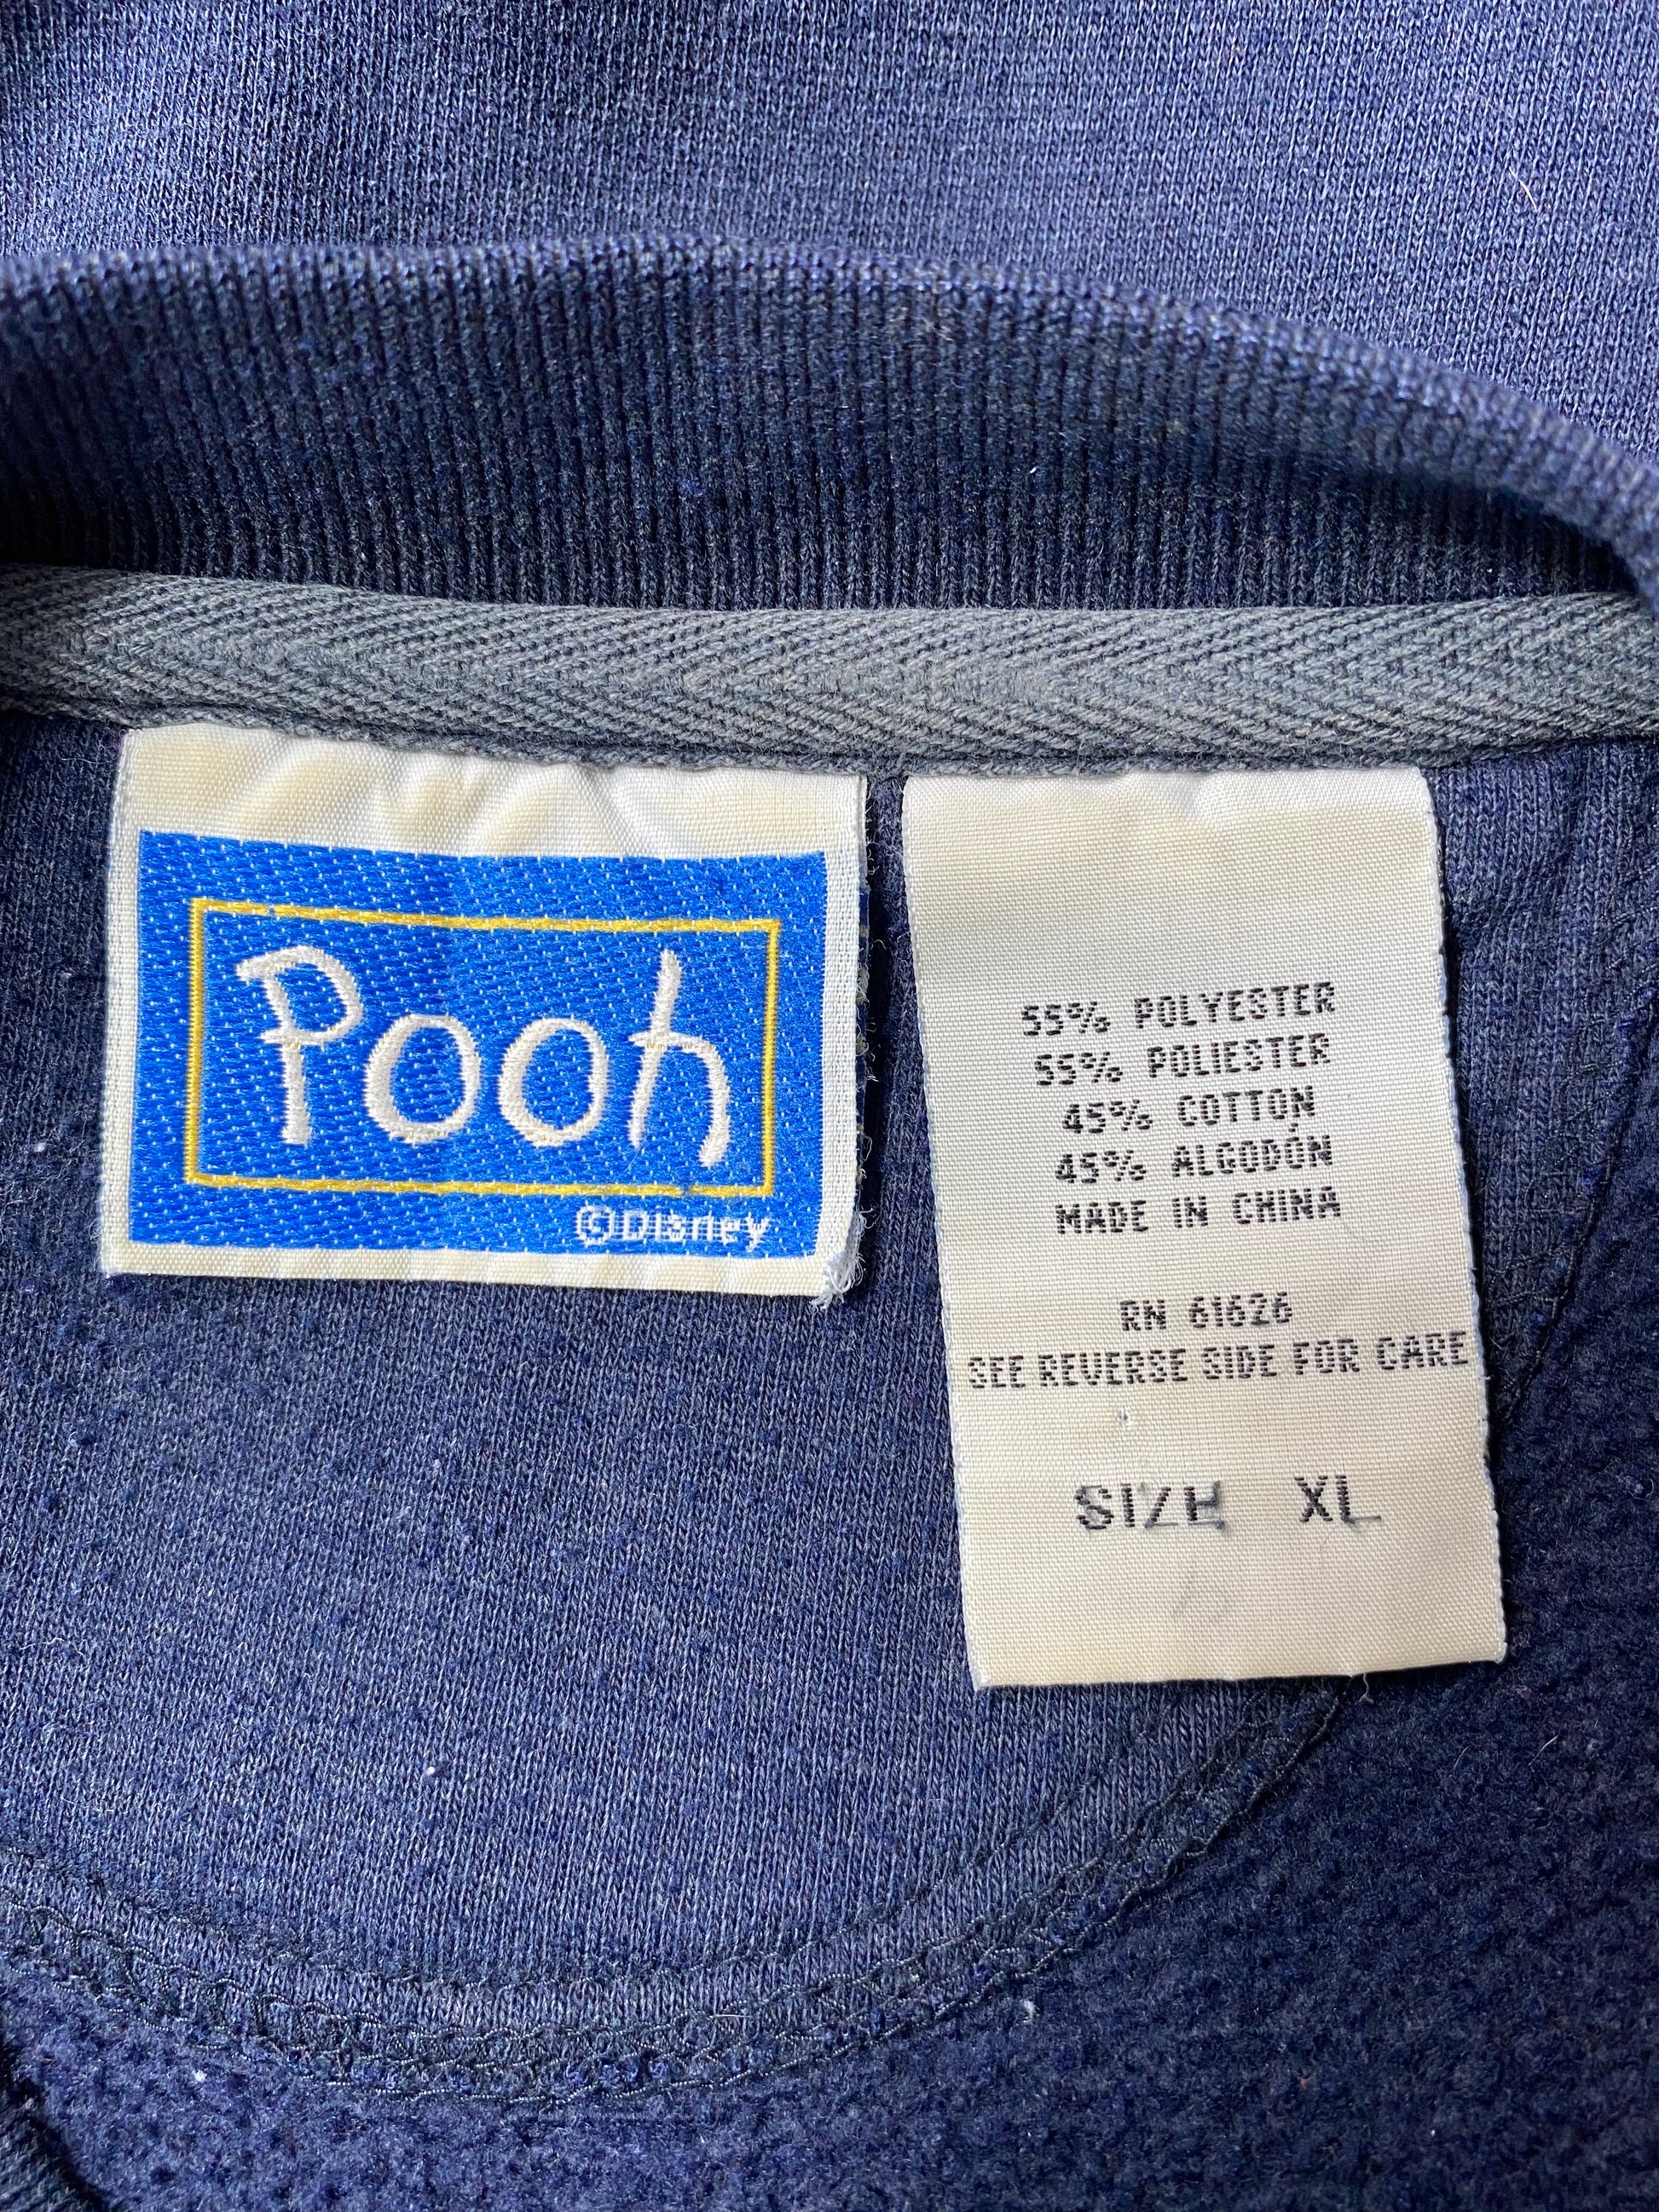 Pooh
©Disney
55% POLYESTER
55% POLIESTER
45% COTTON
45% ALGODÓN
MADE IN CHINA
RN 61626
SEE REVERSE SIDE FOR CARE
SIZE XL